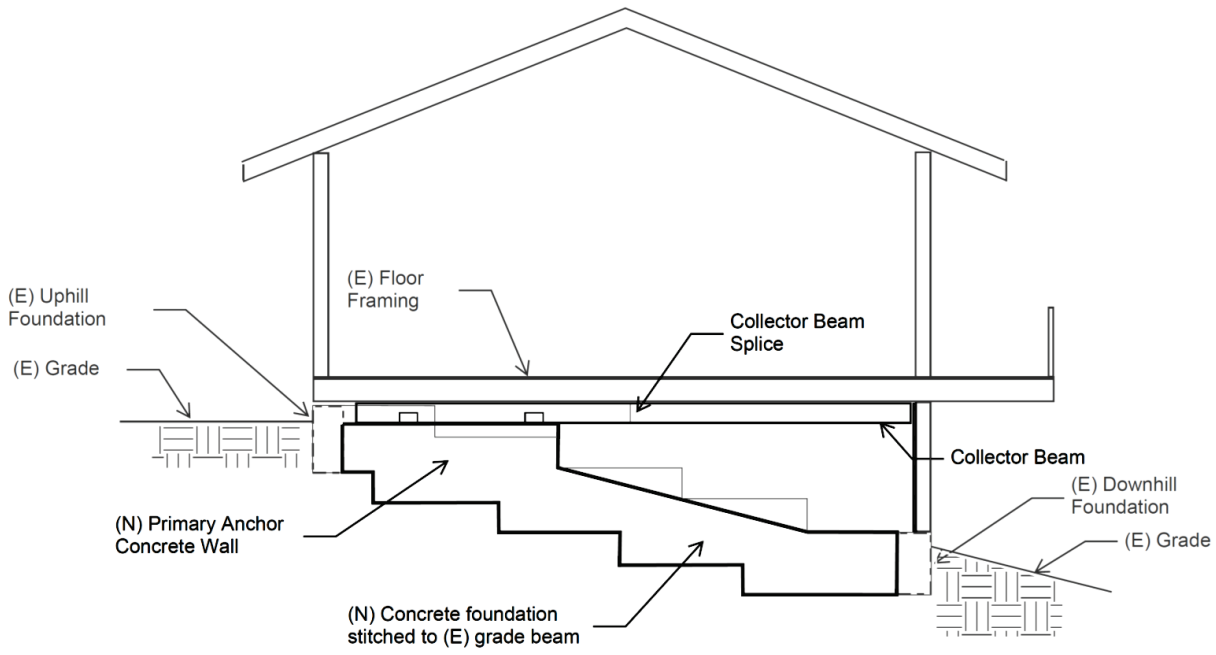 (E) Uphill
Foundation
(E) Grade
(E) Floor
Framing
Collector Beam
Splice
Collector Beam
(E) Downhill
Foundation
(E) Grade
(N) Primary Anchor
Concrete Wall
(N) Concrete foundation
stitched to (E) grade beam